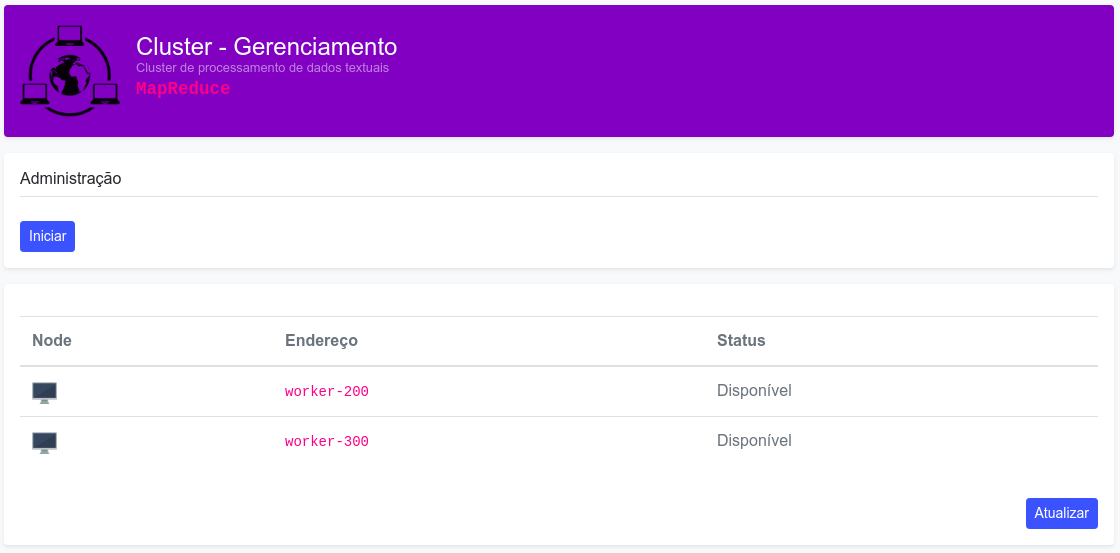 Cluster - Gerenciamento
Cluster de processamento de dados textuais
MapReduce
Administração
Iniciar
Node Endereço Status
worker-200 Disponível
worker-300 Disponível
Atualizar